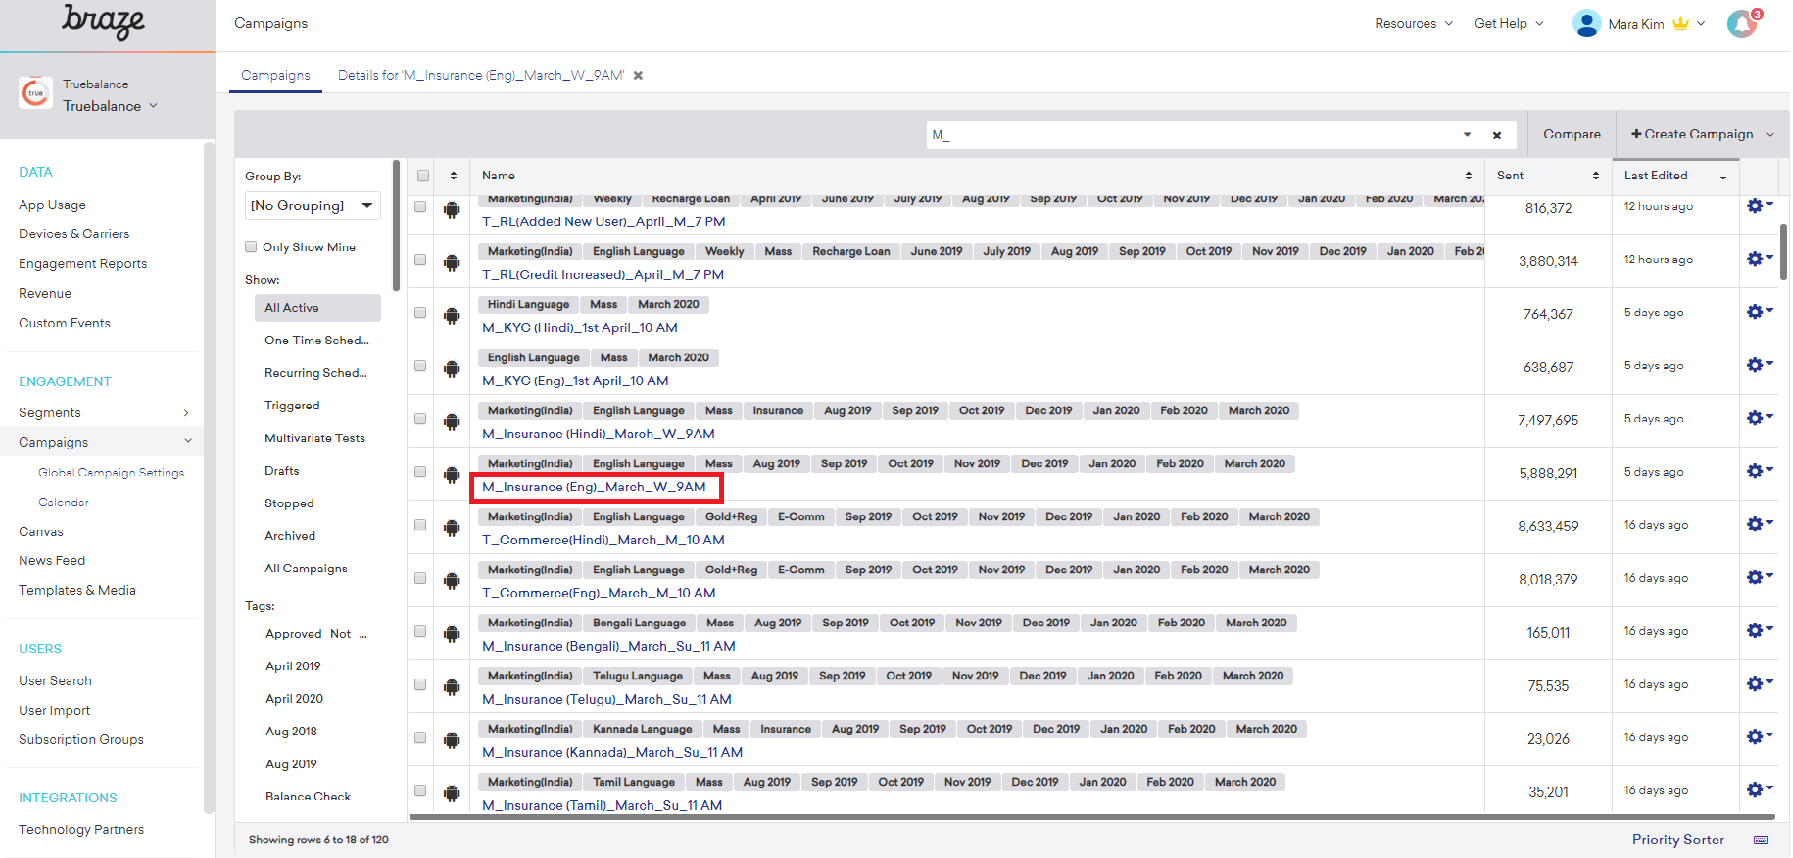 braze
Campaigns
Resources
Get Help
Mara Kim
3
true
Truebalance
Truebalance
Campaigns
Details for 'M_Insurance (Eng)_March_W_9AM'
M_
Compare
Create Campaign
DATA
App Usage
Devices & Carriers
Engagement Reports
Revenue
Custom Events
ENGAGEMENT
Segments
Campaigns
Global Campaign Settings
Calendar
Canvas
News Feed
Templates & Media
USERS
User Search
User Import
Subscription Groups
INTEGRATIONS
Technology Partners
Group By:
[No Grouping]
Only Show Mine
Show:
All Active
One Time Sched...
Recurring Sched...
Triggered
Multivariate Tests
Drafts
Stopped
Archived
All Campaigns
Tags:
Approved Not ...
April 2019
April 2020
Aug 2018
Aug 2019
Balance Check
Name Sent Last Edited
Marketing(India) Weekly Recharge Loan April 2019 June 2019 July 2019 Aug 2019 Sep 2019 Oct 2019 Nov 2019 Dec 2019 Jan 2020 Feb 2020
T_RL(Added New User)_April_M_7 PM 816,372 12 hours ago
Marketing(India) English Language Weekly Mass Recharge Loan June 2019 July 2019 Aug 2019 Sep 2019 Oct 2019 Nov 2019 Dec 2019 Jan 2020
T_RL(Credit Increased)_April_M_7 PM 3,880,314 12 hours ago
Hindi Language Mass March 2020
M_KYC (Hindi)_1st April_10 AM 764,367 5 days ago
English Language Mass March 2020
M_KYC (Eng)_1st April_10 AM 638,687 5 days ago
Marketing(India) English Language Mass Insurance Aug 2019 Sep 2019 Oct 2019 Dec 2019 Jan 2020 Feb 2020 March 2020
M_Insurance (Hindi)_March_W_9AM 7,497,695 5 days ago
Marketing(India) English Language Mass Aug 2019 Sep 2019 Oct 2019 Nov 2019 Dec 2019 Jan 2020 Feb 2020 March 2020
M_Insurance (Eng)_March_W_9AM 5,888,291 5 days ago
Marketing(India) English Language Gold+Reg E-Comm Sep 2019 Oct 2019 Nov 2019 Dec 2019 Jan 2020 Feb 2020 March 2020
T_Commerce(Hindi)_March_M_10 AM 8,633,459 16 days ago
Marketing(India) English Language Gold+Reg E-Comm Sep 2019 Oct 2019 Nov 2019 Dec 2019 Jan 2020 Feb 2020 March 2020
T_Commerce(Eng)_March_M_10 AM 8,018,379 16 days ago
Marketing(India) Bengali Language Mass Aug 2019 Sep 2019 Oct 2019 Nov 2019 Dec 2019 Jan 2020 Feb 2020 March 2020
M_Insurance (Bengali)_March_Su_11 AM 165,011 16 days ago
Marketing(India) Telugu Language Mass Aug 2019 Sep 2019 Oct 2019 Nov 2019 Dec 2019 Jan 2020 Feb 2020 March 2020
M_Insurance (Telugu)_March_Su_11 AM 75,535 16 days ago
Marketing(India) Kannada Language Mass Insurance Aug 2019 Sep 2019 Oct 2019 Dec 2019 Jan 2020 Feb 2020 March 2020
M_Insurance (Kannada)_March_Su_11 AM 23,026 16 days ago
Marketing(India) Tamil Language Mass Aug 2019 Sep 2019 Oct 2019 Nov 2019 Dec 2019 Jan 2020 Feb 2020 March 2020
M_Insurance (Tamil)_March_Su_11 AM 35,201 16 days ago
Showing rows 6 to 18 of 120
Priority Sorter